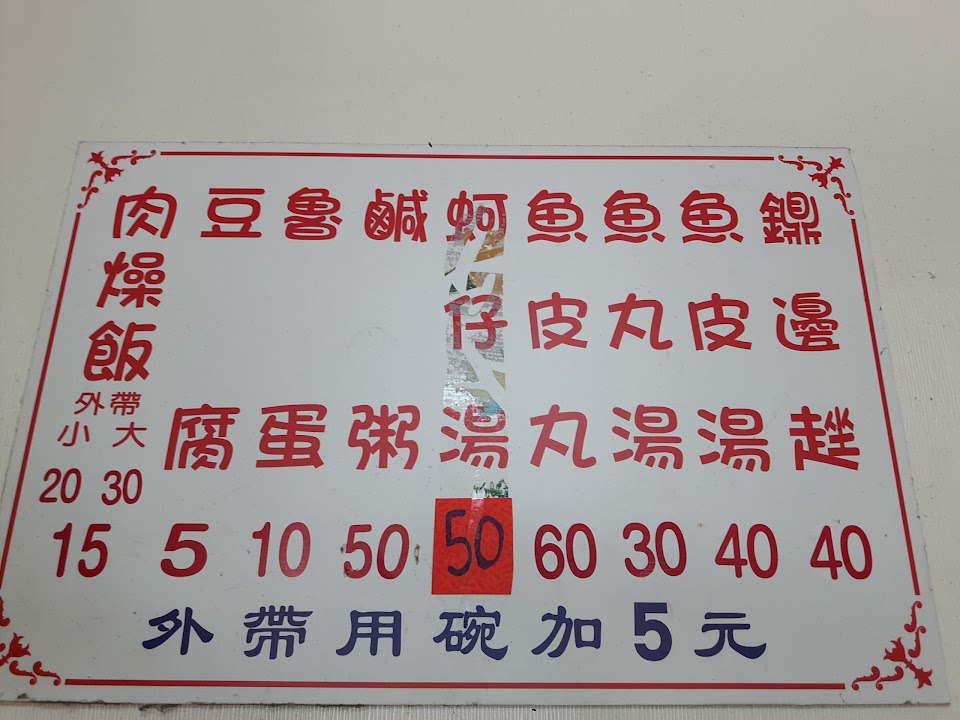 鐤邊趖
40
魚皮湯
40
魚丸湯
30
魚皮丸
60
蚵仔湯
50
鹹粥
50
魯蛋
10
豆腐
5
肉燥飯
外帶
小 大
20 30
15
外帶用碗加5元